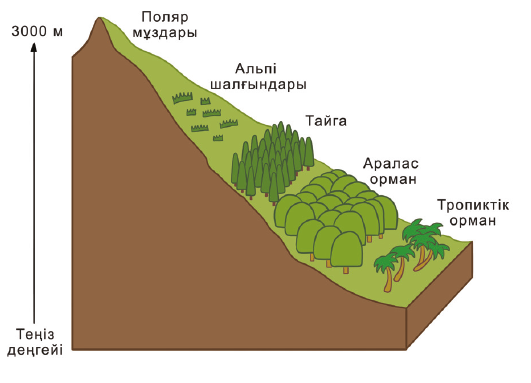 Поляр
мұздары
3000 м
Альпі
шалғындары
Тайга
Аралас
орман
Тропиктік
орман
Теңіз
деңгейі